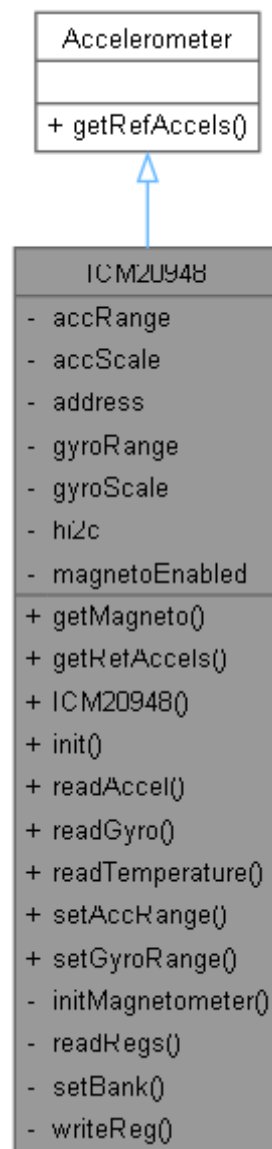 Accelerometer
+ getRefAccels()
ICM20948
- accRange
- accScale
- address
- gyroRange
- gyroScale
- hi2c
- magnetoEnabled
+ getMagneto()
+ getRefAccels()
+ ICM20948()
+ init()
+ readAccel()
+ readGyro()
+ readTemperature()
+ setAccRange()
+ setGyroRange()
- initMagnetometer()
- readRegs()
- setBank()
- writeReg()